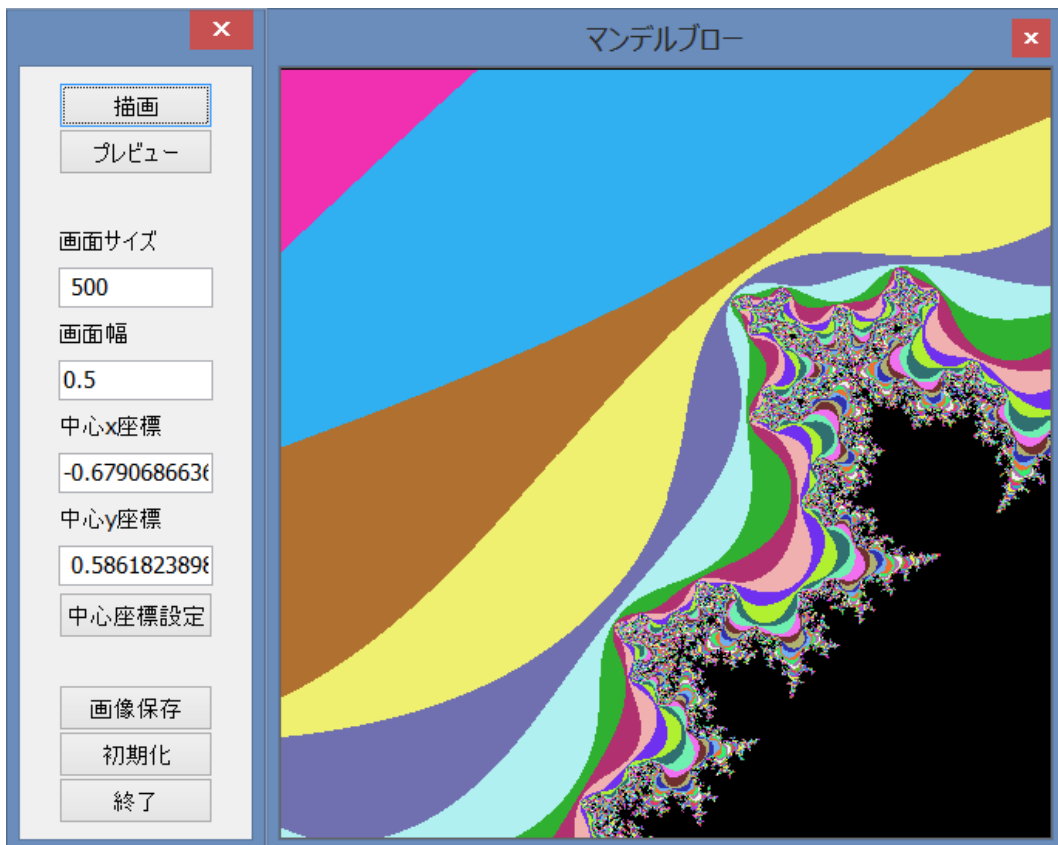 マンデルブロー
描画
プレビュー
画面サイズ
500
画面幅
0.5
中心x座標
-0.6790686636
中心y座標
0.5861823898
中心座標設定
画像保存
初期化
終了